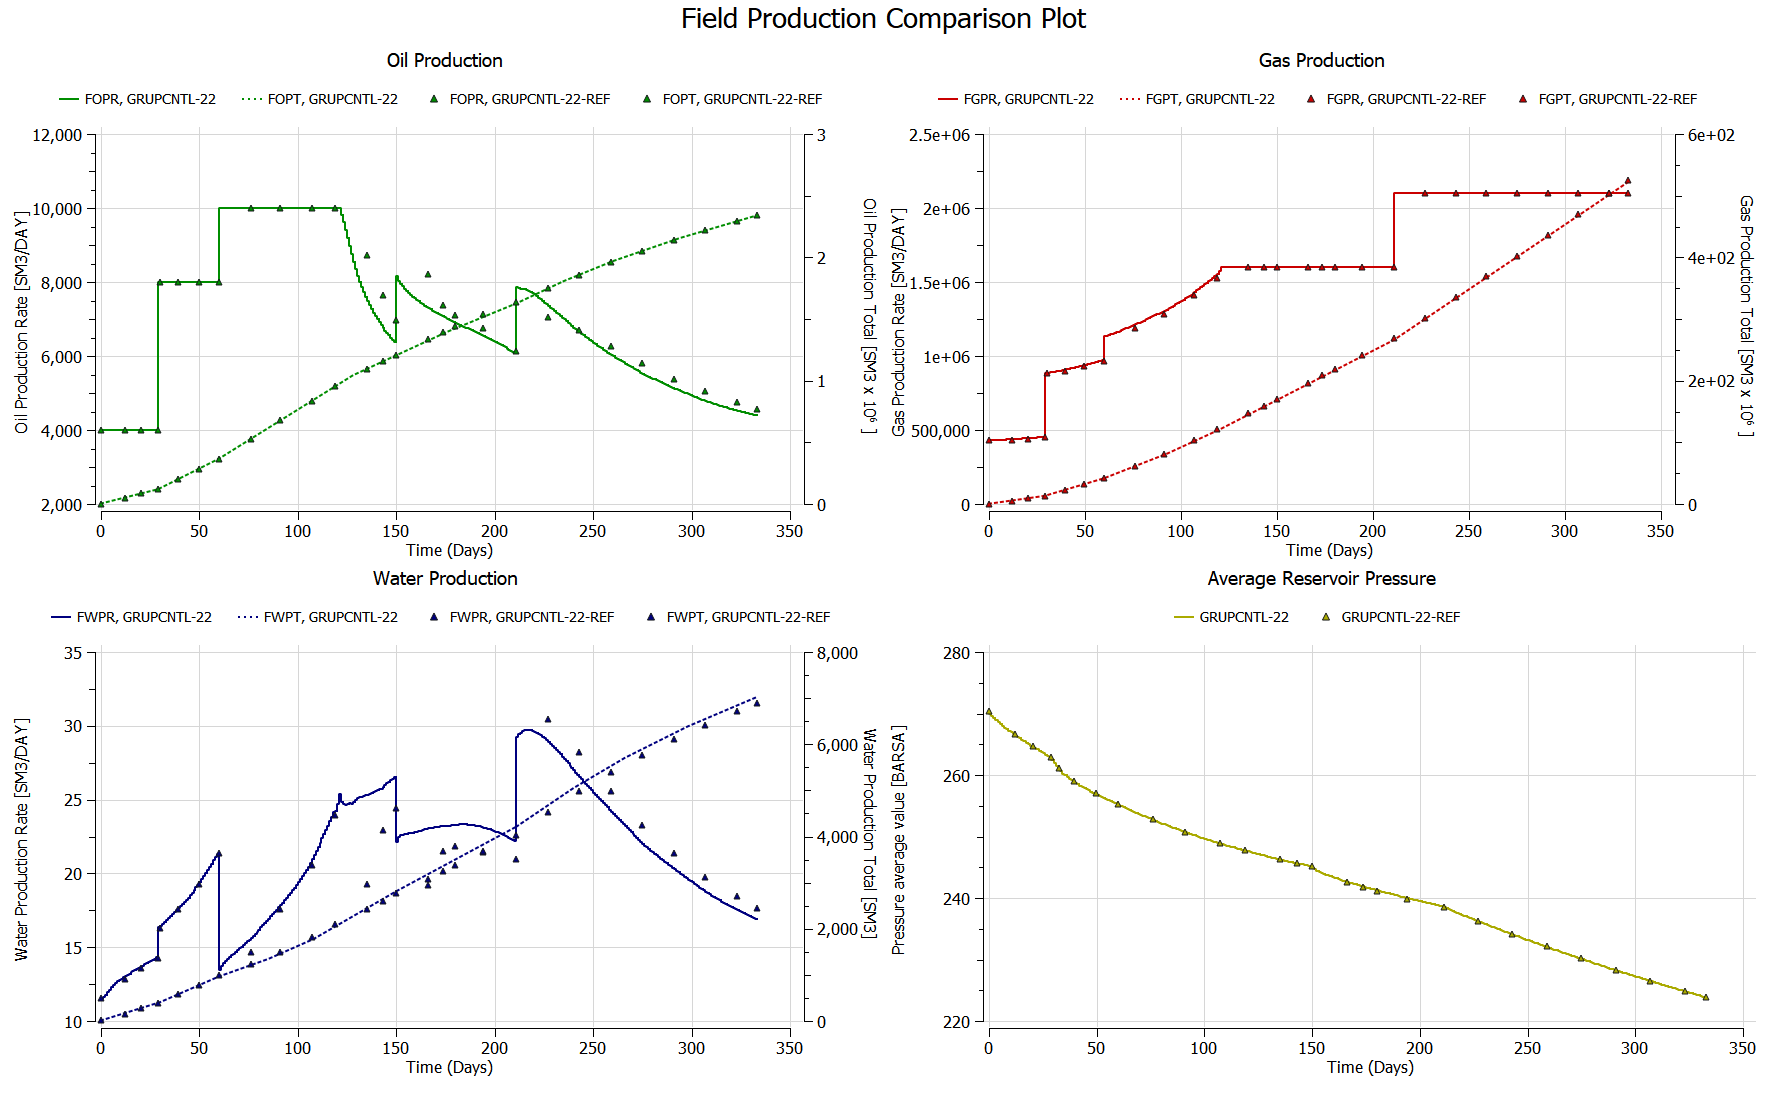 Field Production Comparison Plot
Oil Production
FOPR, GRUPCNTL-22 FOPT, GRUPCNTL-22 FOPR, GRUPCNTL-22-REF FOPT, GRUPCNTL-22-REF
Oil Production Rate [SM3/DAY]
12,000
10,000
8,000
6,000
4,000
2,000
3
2
1
0
Oil Production Total [SM3 x 10⁶ ]
0 50 100 150 200 250 300 350
Time (Days)
Gas Production
FGPR, GRUPCNTL-22 FGPT, GRUPCNTL-22 FGPR, GRUPCNTL-22-REF FGPT, GRUPCNTL-22-REF
Gas Production Rate [SM3/DAY]
2.5e+06
2e+06
1.5e+06
1e+06
500,000
0
6e+02
4e+02
2e+02
0
Gas Production Total [SM3 x 10⁶ ]
0 50 100 150 200 250 300 350
Time (Days)
Water Production
FWPR, GRUPCNTL-22 FWPT, GRUPCNTL-22 FWPR, GRUPCNTL-22-REF FWPT, GRUPCNTL-22-REF
Water Production Rate [SM3/DAY]
35
30
25
20
15
10
8,000
6,000
4,000
2,000
0
Water Production Total [SM3]
0 50 100 150 200 250 300 350
Time (Days)
Average Reservoir Pressure
GRUPCNTL-22 GRUPCNTL-22-REF
Pressure average value [BARSA]
280
260
240
220
0 50 100 150 200 250 300 350
Time (Days)